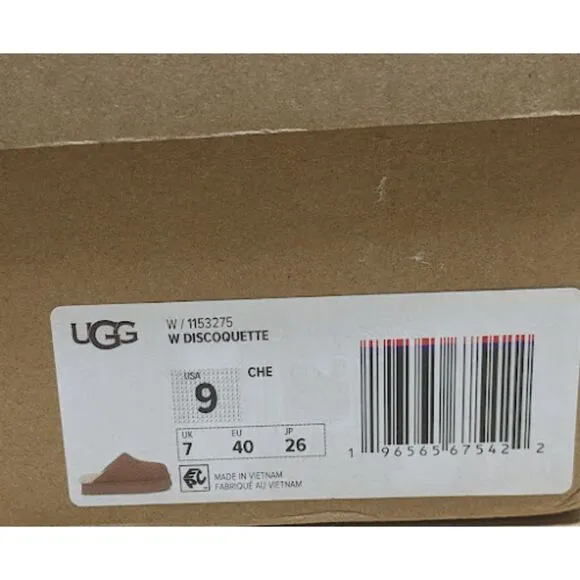 UGG
W / 1153275
W DISCOQUETTE
USA
9
CHE
UK EU JP
7 40 26
MADE IN VIETNAM
FABRIQUÉ AU VIETNAM
1 96565 67542 2